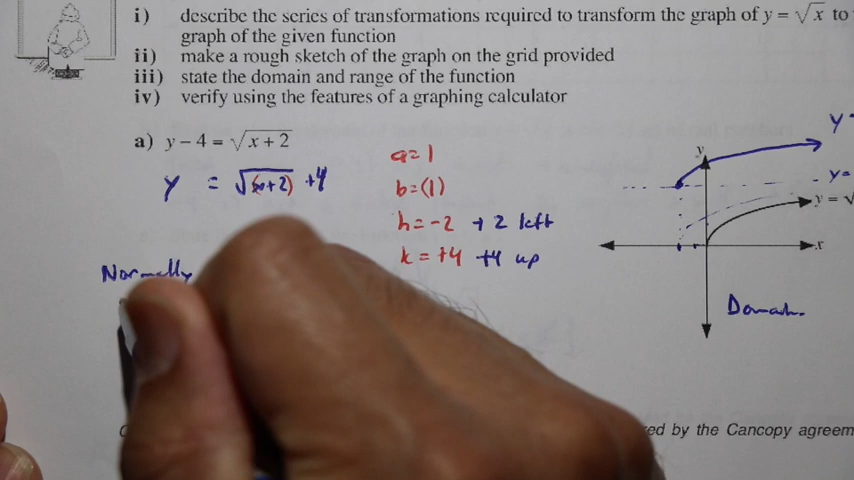 i) describe the series of transformations required to transform the graph of y = √x to
graph of the given function
ii) make a rough sketch of the graph on the grid provided
iii) state the domain and range of the function
iv) verify using the features of a graphing calculator
a) y − 4 = √x + 2
y = √(x+2) +4
a=1
b=(1)
h=-2 +2 left
k=+4 +4 up
Normally
y
y=
y = √
x
Domain
ed by the Cancopy agreem